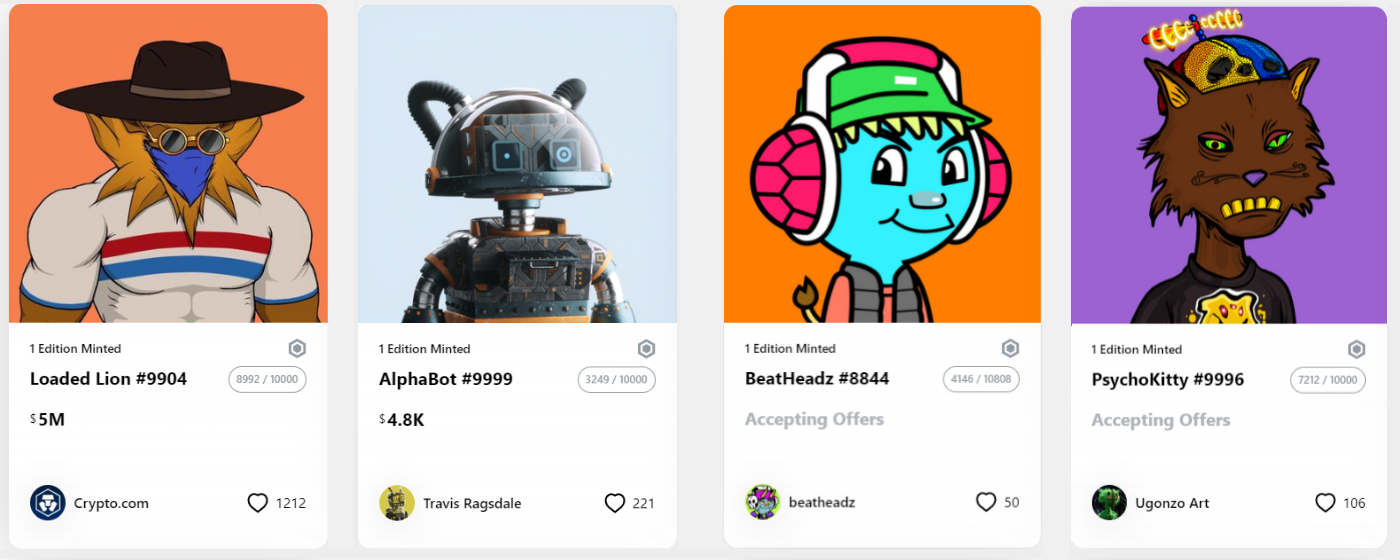 1 Edition Minted
Loaded Lion #9904
8992 / 10000
$5M
Crypto.com
1212
1 Edition Minted
AlphaBot #9999
3249 / 10000
$4.8K
Travis Ragsdale
221
1 Edition Minted
BeatHeadz #8844
4146 / 10808
Accepting Offers
beatheadz
50
1 Edition Minted
PsychoKitty #9996
7212 / 10000
Accepting Offers
Ugonzo Art
106